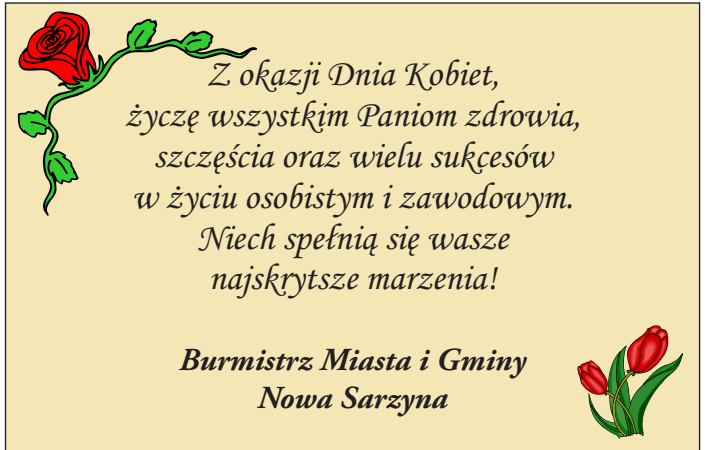 Z okazji Dnia Kobiet,
życzę wszystkim Paniom zdrowia,
szczęścia oraz wielu sukcesów
w życiu osobistym i zawodowym.
Niech spełnią się wasze
najskrytsze marzenia!
Burmistrz Miasta i Gminy
Nowa Sarzyna